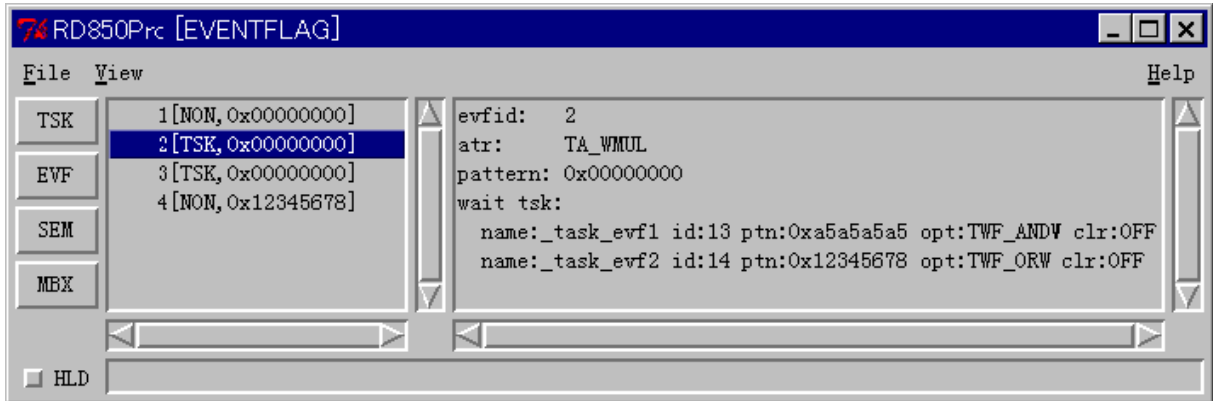 RD850Prc [EVENTFLAG]
File View Help
TSK
EVF
SEM
MBX
1[NON,0x00000000]
2[TSK,0x00000000]
3[TSK,0x00000000]
4[NON,0x12345678]
evfid: 2
atr: TA_WMUL
pattern: 0x00000000
wait tsk:
name:_task_evf1 id:13 ptn:0xa5a5a5a5 opt:TWF_ANDW clr:OFF
name:_task_evf2 id:14 ptn:0x12345678 opt:TWF_ORW clr:OFF
HLD